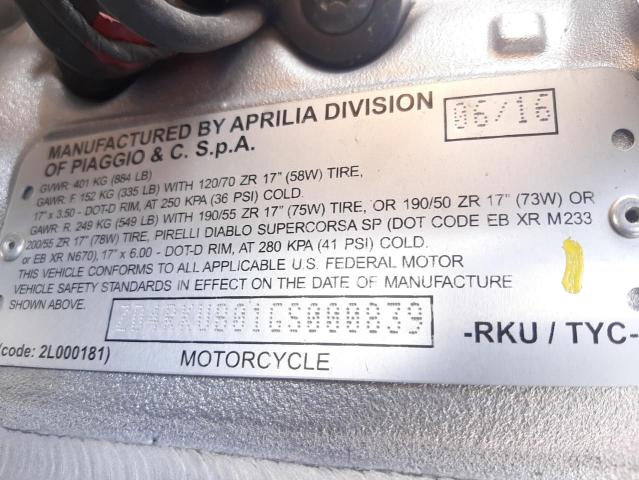 MANUFACTURED BY APRILIA DIVISION
OF PIAGGIO & C. S.p.A.
06/16
GVWR: 401 KG (884 LB)
GAWR: F. 152 KG (335 LB) WITH 120/70 ZR 17" (58W) TIRE,
17" x 3.50 - DOT-D RIM, AT 250 KPA (36 PSI) COLD.
GAWR: R. 249 KG (549 LB) WITH 190/55 ZR 17" (75W) TIRE, OR 190/50 ZR 17" (73W) OR
200/55 ZR 17" (78W) TIRE, PIRELLI DIABLO SUPERCORSA SP (DOT CODE EB XR M233
or EB XR N670), 17" x 6.00 - DOT-D RIM, AT 280 KPA (41 PSI) COLD.
THIS VEHICLE CONFORMS TO ALL APPLICABLE U.S. FEDERAL MOTOR
VEHICLE SAFETY STANDARDS IN EFFECT ON THE DATE OF MANUFACTURE
SHOWN ABOVE.
ZD4RKU801GS000839
-RKU / TYC-
(code: 2L000181)
MOTORCYCLE